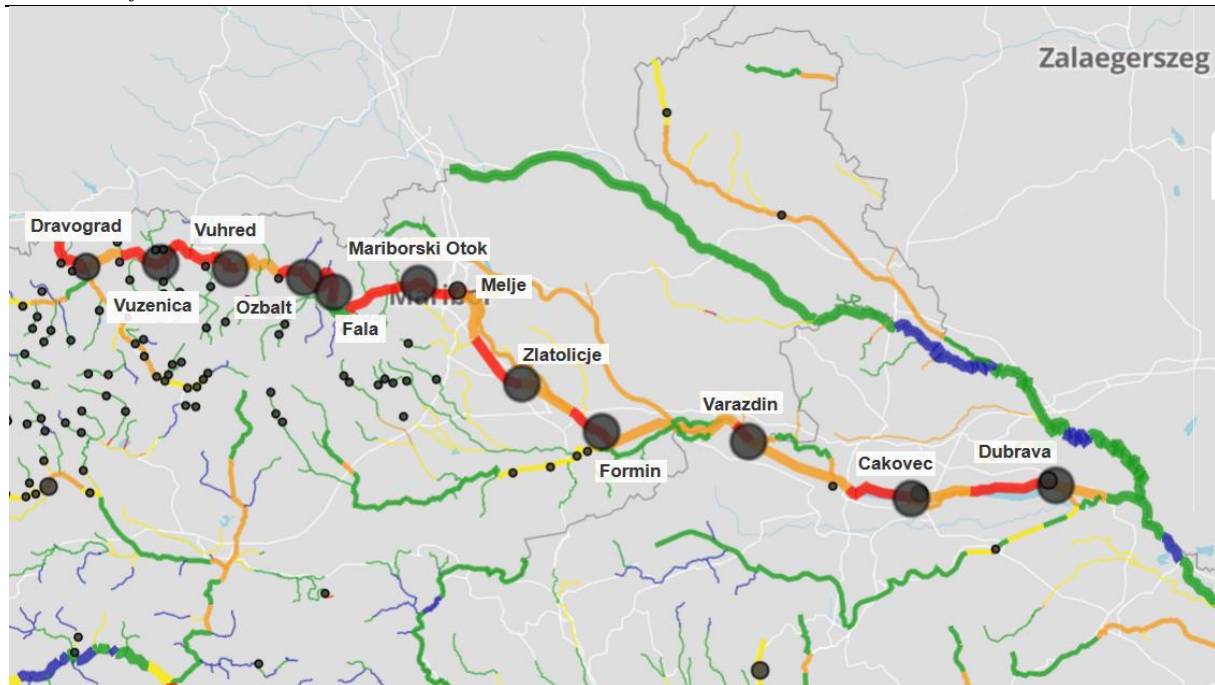 Zalaegerszeg
Dravograd
Vuhred
Mariborski Otok
Melje
Vuzenica
Ozbalt
Fala
Zlatolicje
Varazdin
Formin
Cakovec
Dubrava